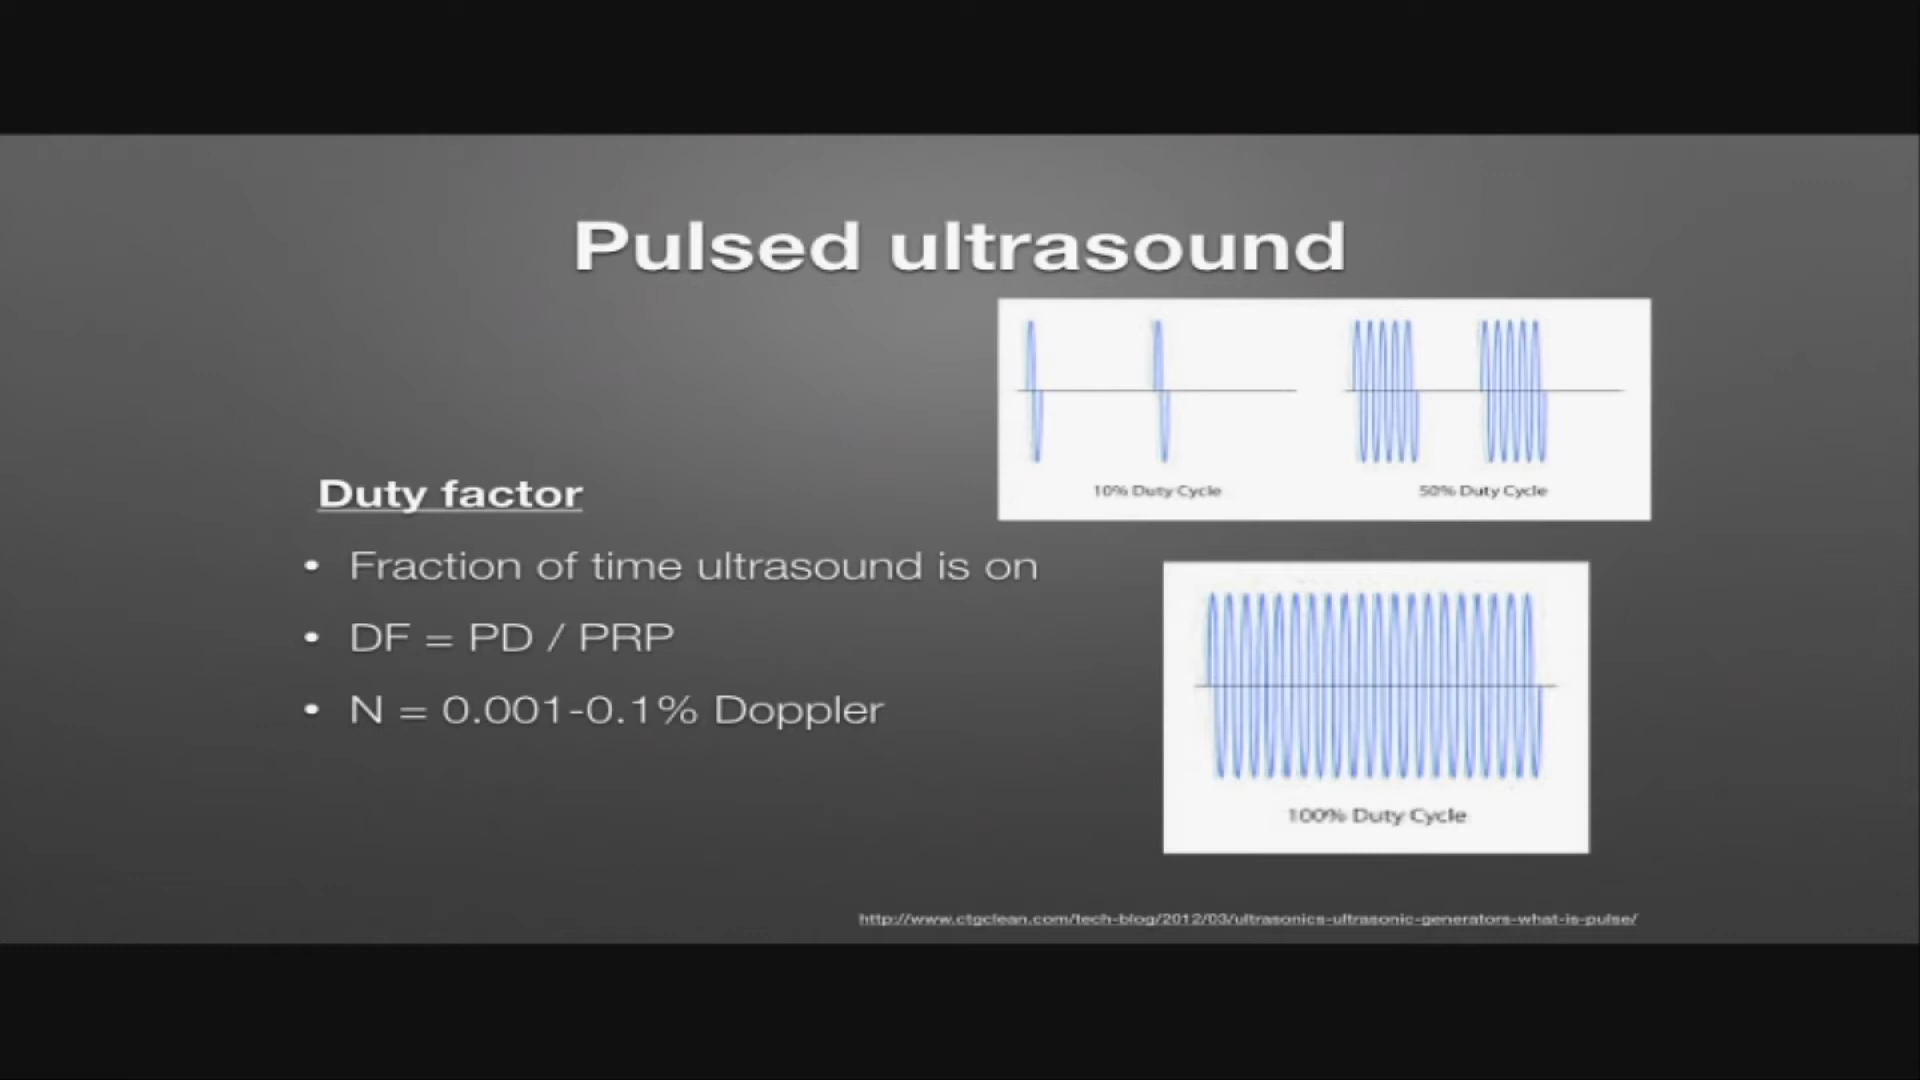 Pulsed ultrasound
10% Duty Cycle
50% Duty Cycle
Duty factor
• Fraction of time ultrasound is on
• DF = PD / PRP
• N = 0.001-0.1% Doppler
100% Duty Cycle
http://www.ctgclean.com/tech-blog/2012/03/ultrasonics-ultrasonic-generators-what-is-pulse/